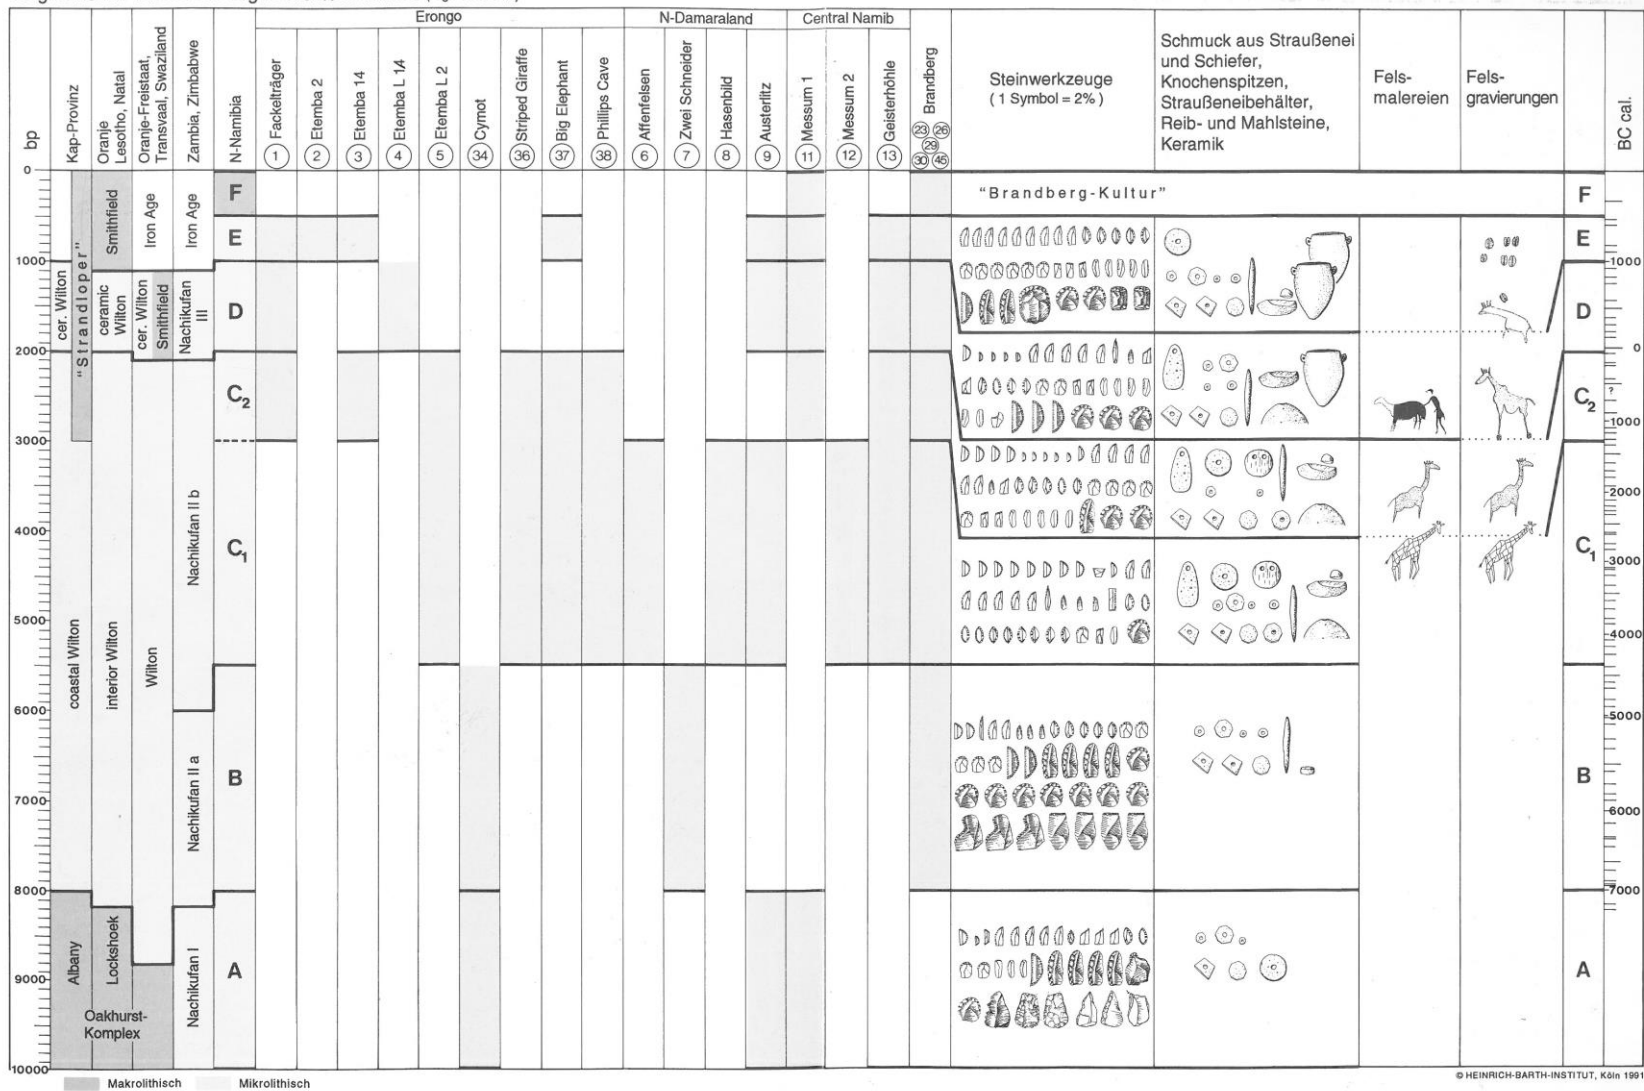 Erongo
N-Damaraland
Central Namib
bp
Kap-Provinz
Oranje
Lesotho, Natal
Oranje-Freistaat,
Transvaal, Swaziland
Zambia, Zimbabwe
N-Namibia
Fackelträger
1
Etemba 2
2
Etemba 14
3
Etemba L 1A
4
Etemba L 2
5
Cymot
34
Striped Giraffe
36
Big Elephant
37
Phillips Cave
38
Affenfelsen
6
Zwei Schneider
7
Hasenbild
8
Austerlitz
9
Messum 1
11
Messum 2
12
Geisterhöhle
13
Brandberg
23 26
29
30 45
Steinwerkzeuge
( 1 Symbol = 2% )
Schmuck aus Straußenei
und Schiefer,
Knochenspitzen,
Straußeneibehälter,
Reib- und Mahlsteine,
Keramik
Fels-
malereien
Fels-
gravierungen
BC cal.
0
1000
2000
3000
4000
5000
6000
7000
8000
9000
10000
cer. Wilton
"Strandloper"
coastal Wilton
Albany
Smithfield
ceramic
Wilton
interior Wilton
Lockshoek
Oakhurst-
Komplex
Iron Age
cer. Wilton
Smithfield
Wilton
Iron Age
Nachikufan
III
Nachikufan II b
Nachikufan II a
Nachikufan I
F
E
D
C2
C1
B
A
"Brandberg-Kultur"
F
E
D
C2
C1
B
A
1000
0
?
1000
2000
3000
4000
5000
6000
7000
Makrolithisch
Mikrolithisch
© HEINRICH-BARTH-INSTITUT, Köln 1991